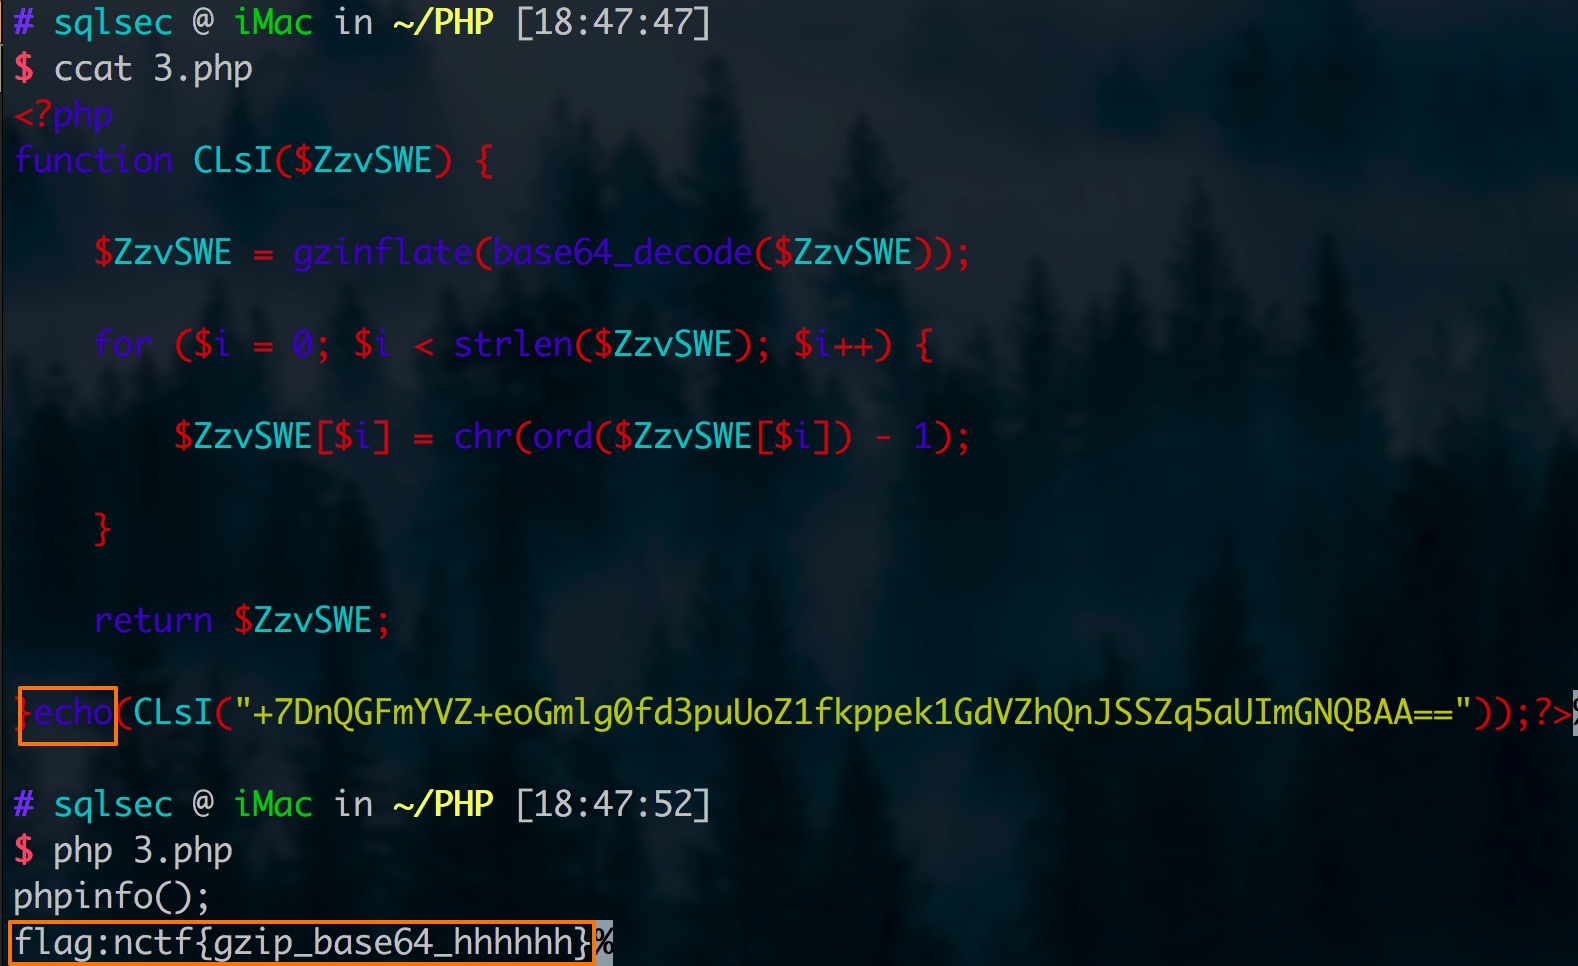 # sqlsec @ iMac in ~/PHP [18:47:47]
$ ccat 3.php
<?php
function CLsI($ZzvSWE) {
$ZzvSWE = gzinflate(base64_decode($ZzvSWE));
for ($i = 0; $i < strlen($ZzvSWE); $i++) {
$ZzvSWE[$i] = chr(ord($ZzvSWE[$i]) - 1);
}
return $ZzvSWE;
}echo(CLsI("+7DnQGFmYVZ+eoGmlg0fd3puUoZ1fkppek1GdVZhQnJSSZq5aUImGNQBAA=="));?>%
# sqlsec @ iMac in ~/PHP [18:47:52]
$ php 3.php
phpinfo();
flag:nctf{gzip_base64_hhhhhh}%